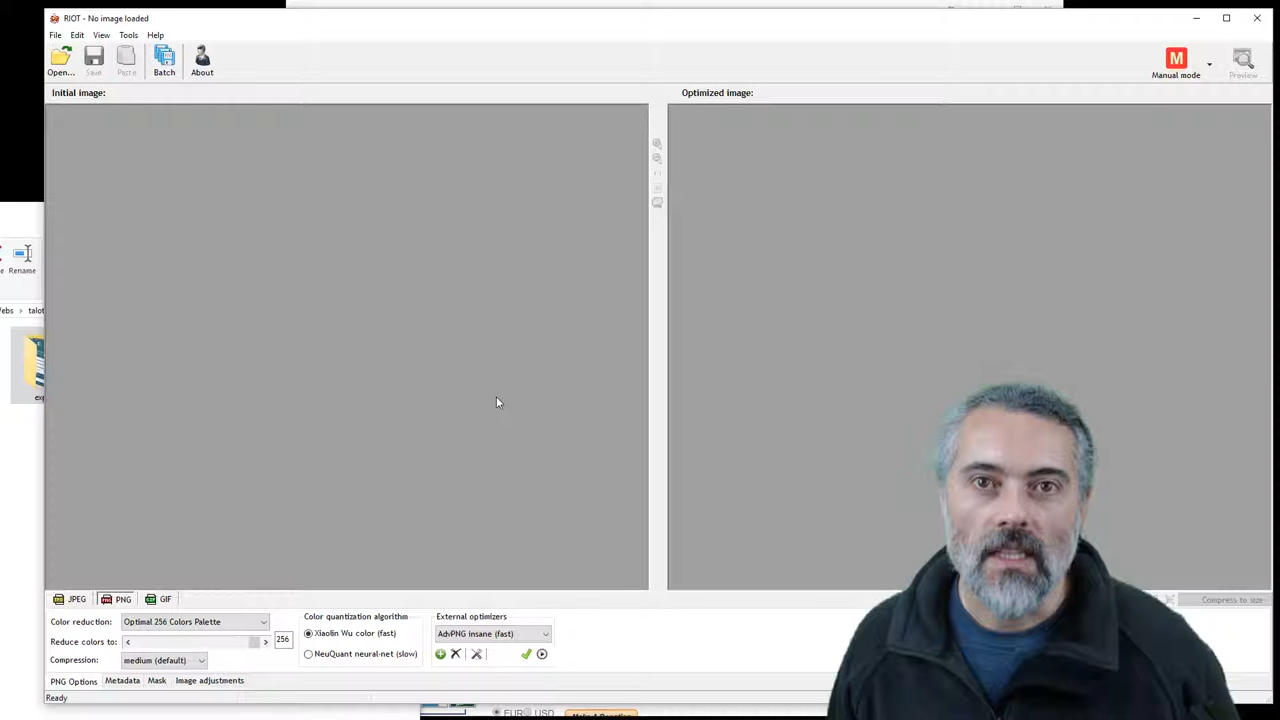 RIOT - No image loaded
File Edit View Tools Help
Open... Save Paste Batch About
M
Manual mode
Preview
Initial image:
Optimized image:
Rename
talot
JPEG PNG GIF
Compress to size
Color reduction: Optimal 256 Colors Palette
Reduce colors to: < > 256
Compression: medium (default)
Color quantization algorithm
Xiaolin Wu color (fast)
NeuQuant neural-net (slow)
External optimizers
AdvPNG insane (fast)
PNG Options Metadata Mask Image adjustments
Ready
EUR USD